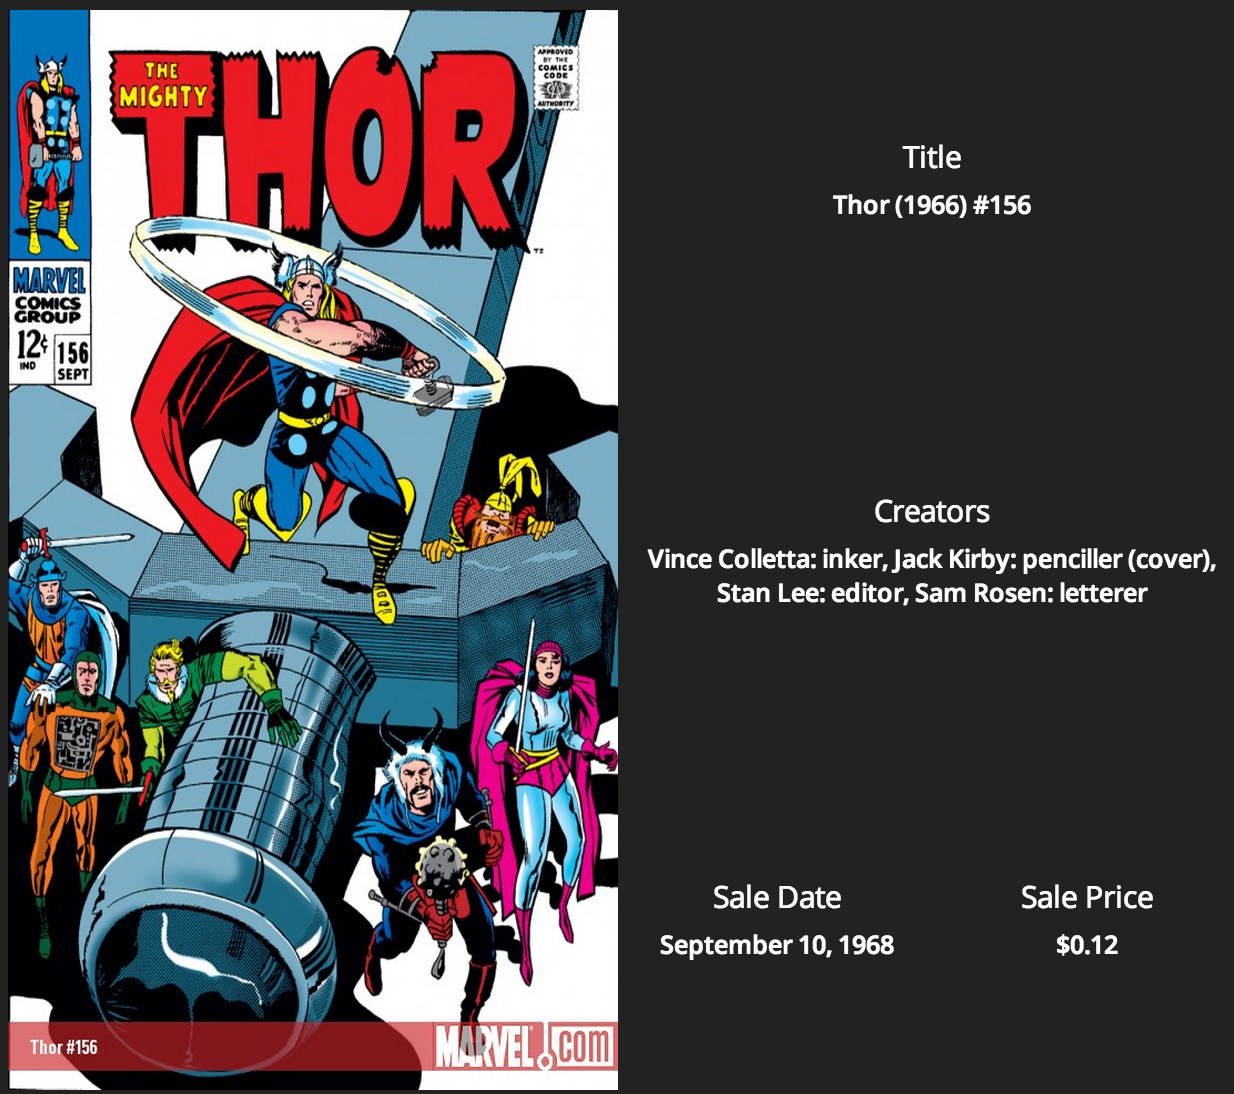 THE
MIGHTY
THOR
APPROVED
BY THE
COMICS
CODE
AUTHORITY
TZ
MARVEL
COMICS
GROUP
12¢
IND
156
SEPT
Thor #156
MARVEL.com
Title
Thor (1966) #156
Creators
Vince Colletta: inker, Jack Kirby: penciller (cover),
Stan Lee: editor, Sam Rosen: letterer
Sale Date
September 10, 1968
Sale Price
$0.12